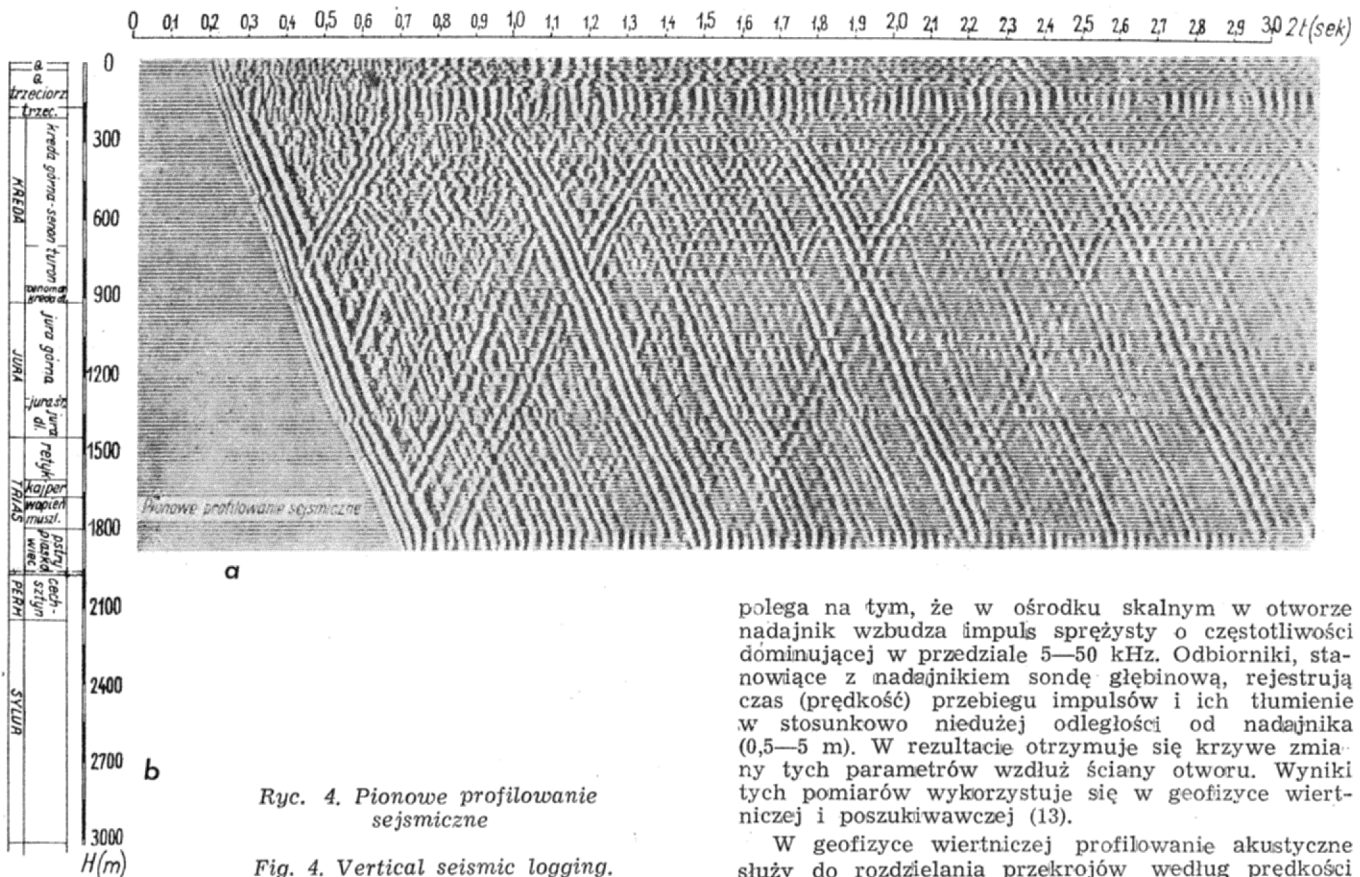 0 0,1 0,2 0,3 0,4 0,5 0,6 0,7 0,8 0,9 1,0 1,1 1,2 1,3 1,4 1,5 1,6 1,7 1,8 1,9 2,0 2,1 2,2 2,3 2,4 2,5 2,6 2,7 2,8 2,9 3,0 2t(sek)
a
a
trzeciorz.
trzec.
KREDA
kreda górna-senon
turon
cenoman
kreda dl.
JURA
jura górna
jura śr.
jura dl.
TRIAS
retyk
kajper
wapień muszl.
pstry piasko wiec
PERM
cech-
sztyn
SYLUR
0
300
600
900
1200
1500
1800
2100
2400
2700
3000
H(m)
Pionowe profilowanie sejsmiczne
a
b
Ryc. 4. Pionowe profilowanie
sejsmiczne
Fig. 4. Vertical seismic logging.
polega na tym, że w ośrodku skalnym w otworze
nadajnik wzbudza impuls sprężysty o częstotliwości
dominującej w przedziale 5—50 kHz. Odbiorniki, sta-
nowiące z nadajnikiem sondę głębinową, rejestrują
czas (prędkość) przebiegu impulsów i ich tłumienie
w stosunkowo niedużej odległości od nadajnika
(0,5—5 m). W rezultacie otrzymuje się krzywe zmia-
ny tych parametrów wzdłuż ściany otworu. Wyniki
tych pomiarów wykorzystuje się w geofizyce wiert-
niczej i poszukiwawczej (13).
W geofizyce wiertniczej profilowanie akustyczne
służy do rozdzielania przekrojów według prędkości